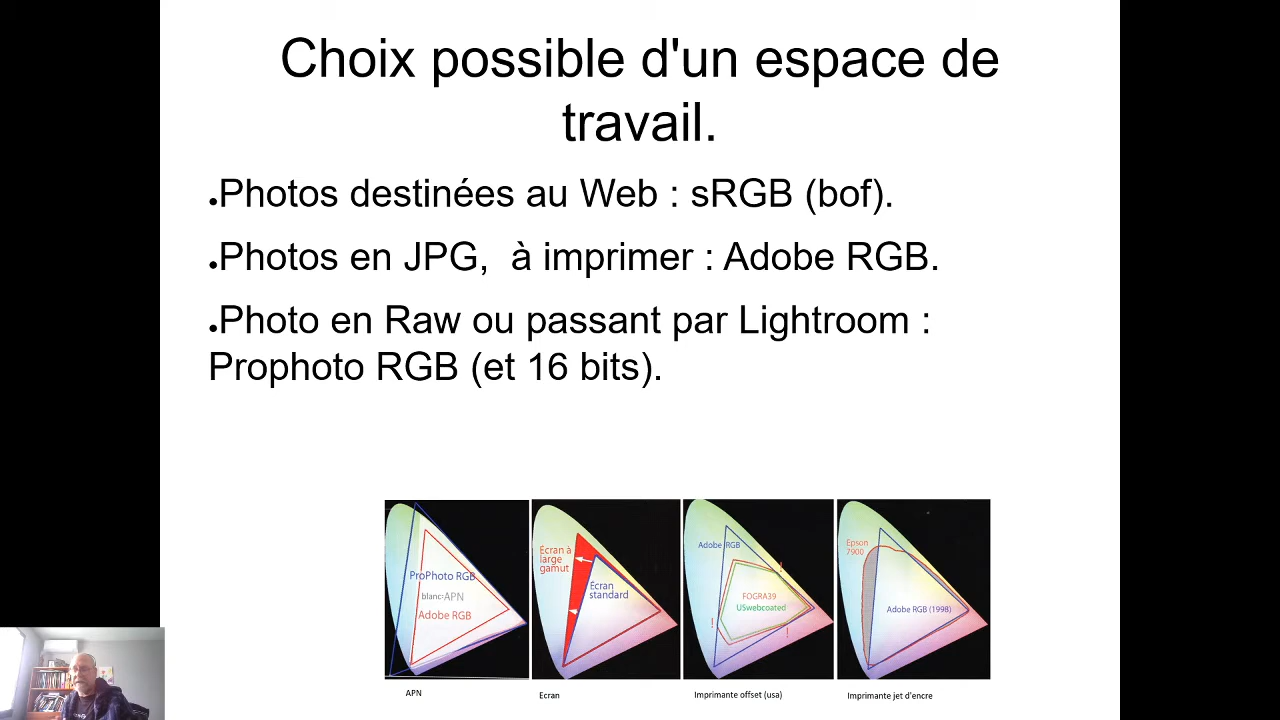 Choix possible d'un espace de
travail.
●Photos destinées au Web : sRGB (bof).
●Photos en JPG,  à imprimer : Adobe RGB.
●Photo en Raw ou passant par Lightroom :
Prophoto RGB (et 16 bits).
ProPhoto RGB
blanc:APN
Adobe RGB
APN
Ecran à
large
gamut
Ecran
standard
Ecran
Adobe RGB
!
FOGRA39
USwebcoated
!
!
Imprimante offset (usa)
Epson
7900
Adobe RGB (1998)
Imprimante jet d'encre